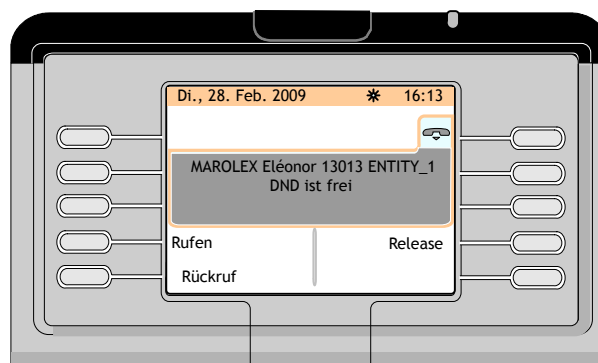 Di., 28. Feb. 2009 16:13
MAROLEX Eléonor 13013 ENTITY_1
DND ist frei
Rufen Release
Rückruf